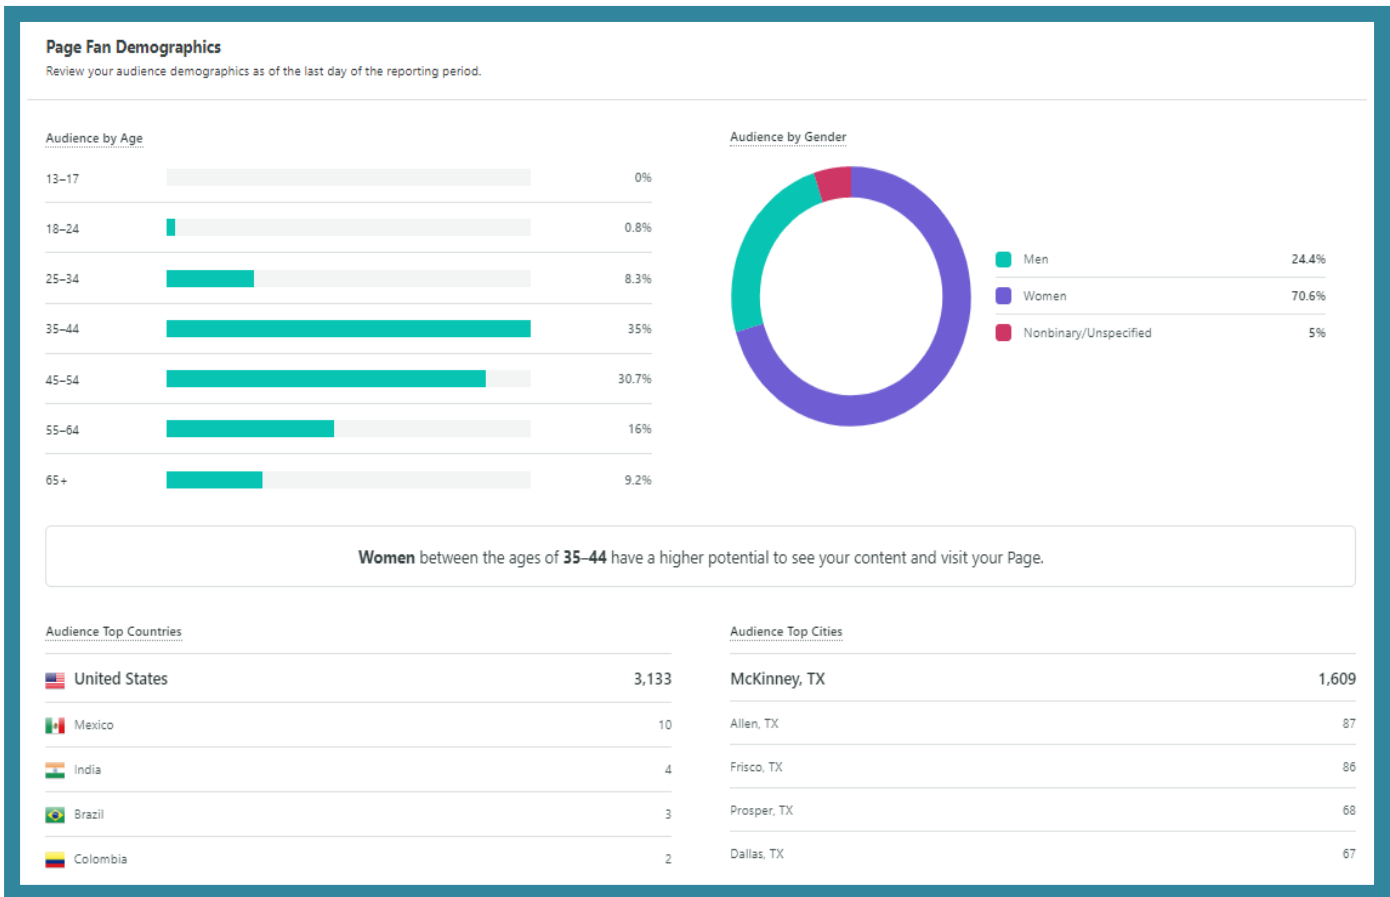 Page Fan Demographics
Review your audience demographics as of the last day of the reporting period.
Audience by Age
13–17 0%
18–24 0.8%
25–34 8.3%
35–44 35%
45–54 30.7%
55–64 16%
65+ 9.2%
Audience by Gender
Men 24.4%
Women 70.6%
Nonbinary/Unspecified 5%
Women between the ages of 35–44 have a higher potential to see your content and visit your Page.
Audience Top Countries
United States 3,133
Mexico 10
India 4
Brazil 3
Colombia 2
Audience Top Cities
McKinney, TX 1,609
Allen, TX 87
Frisco, TX 86
Prosper, TX 68
Dallas, TX 67